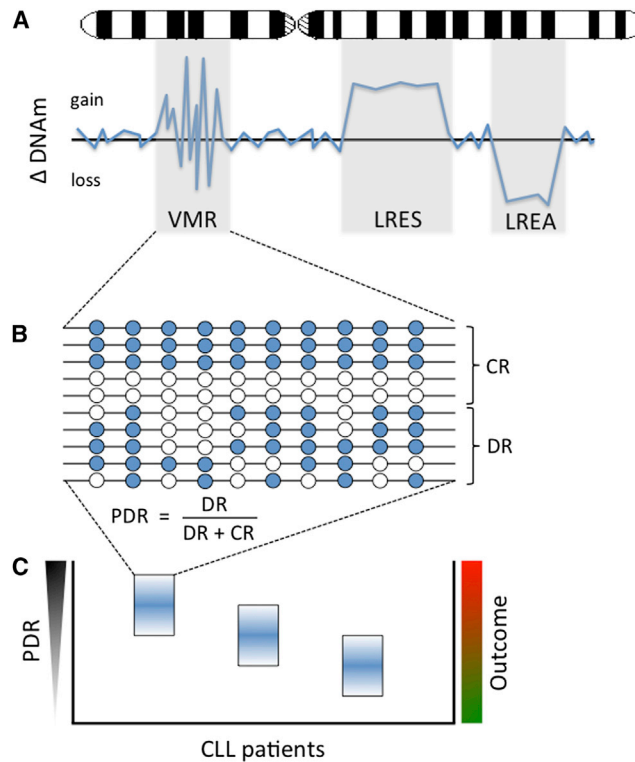 A
gain
Δ DNAm
loss
VMR
LRES
LREA
B
CR
DR
PDR = DR / DR + CR
C
PDR
Outcome
CLL patients